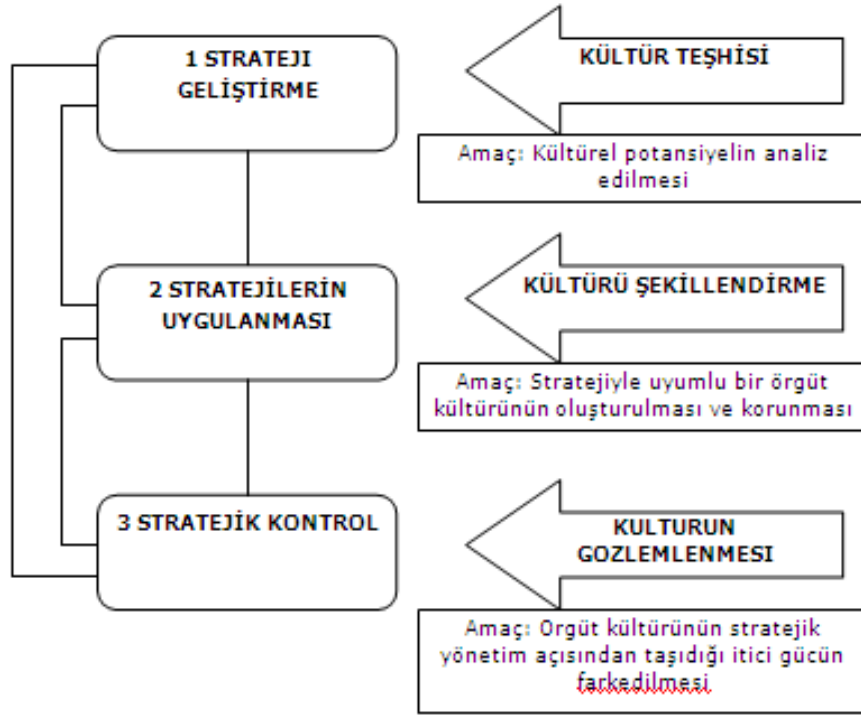 1 STRATEJI
GELİŞTİRME
KÜLTÜR TEŞHİSİ
Amaç: Kültürel potansiyelin analiz
edilmesi
2 STRATEJİLERİN
UYGULANMASI
KÜLTÜRÜ ŞEKİLLENDİRME
Amaç: Stratejiyle uyumlu bir örgüt
kültürünün oluşturulması ve korunması
3 STRATEJİK KONTROL
KULTURUN
GOZLEMLENMESI
Amaç: Orgüt kültürünün stratejik
yönetim açısından taşıdığı itici gücün
farkedilmesi